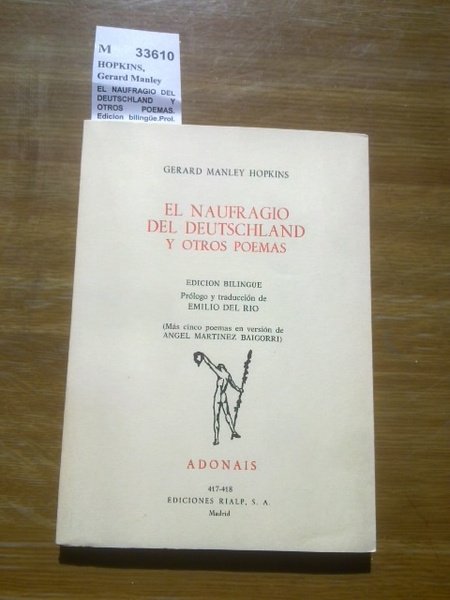 M 33610
HOPKINS,
Gerard Manley
EL NAUFRAGIO DEL
DEUTSCHLAND Y
OTROS POEMAS.
Edicion bilingüe.Prol.
GERARD MANLEY HOPKINS
EL NAUFRAGIO
DEL DEUTSCHLAND
Y OTROS POEMAS
EDICION BILINGÜE
Prólogo y traducción de
EMILIO DEL RIO
(Más cinco poemas en versión de
ANGEL MARTINEZ BAIGORRI)
ADONAIS
417-418
EDICIONES RIALP, S. A.
Madrid